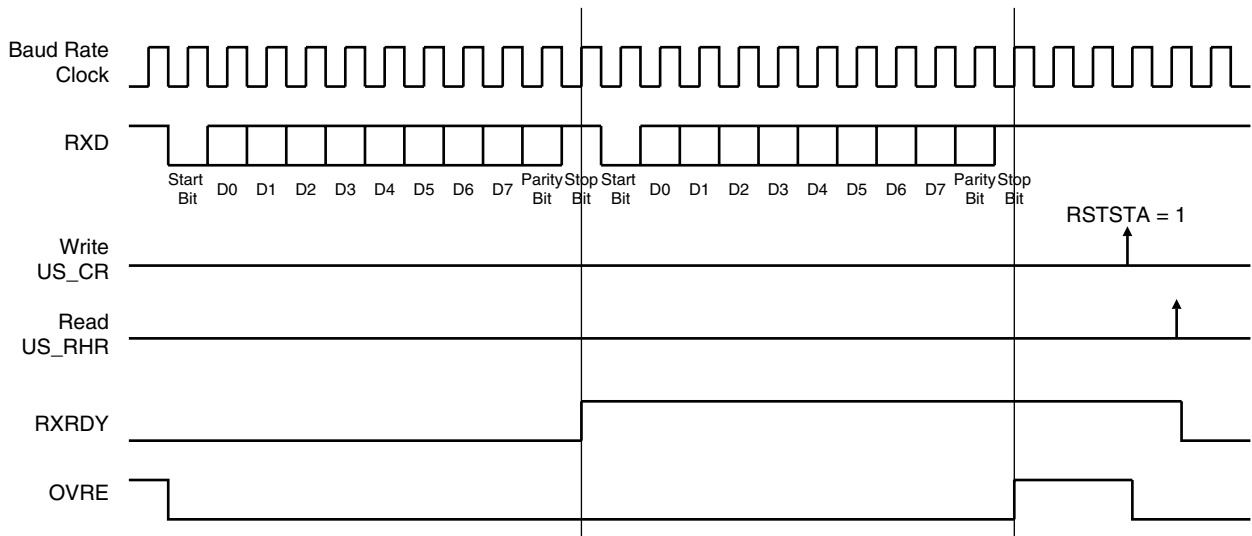 Baud Rate
Clock
RXD
Start
Bit
D0
D1
D2
D3
D4
D5
D6
D7
Parity
Bit
Stop
Bit
Start
Bit
D0
D1
D2
D3
D4
D5
D6
D7
Parity
Bit
Stop
Bit
RSTSTA = 1
Write
US_CR
Read
US_RHR
RXRDY
OVRE